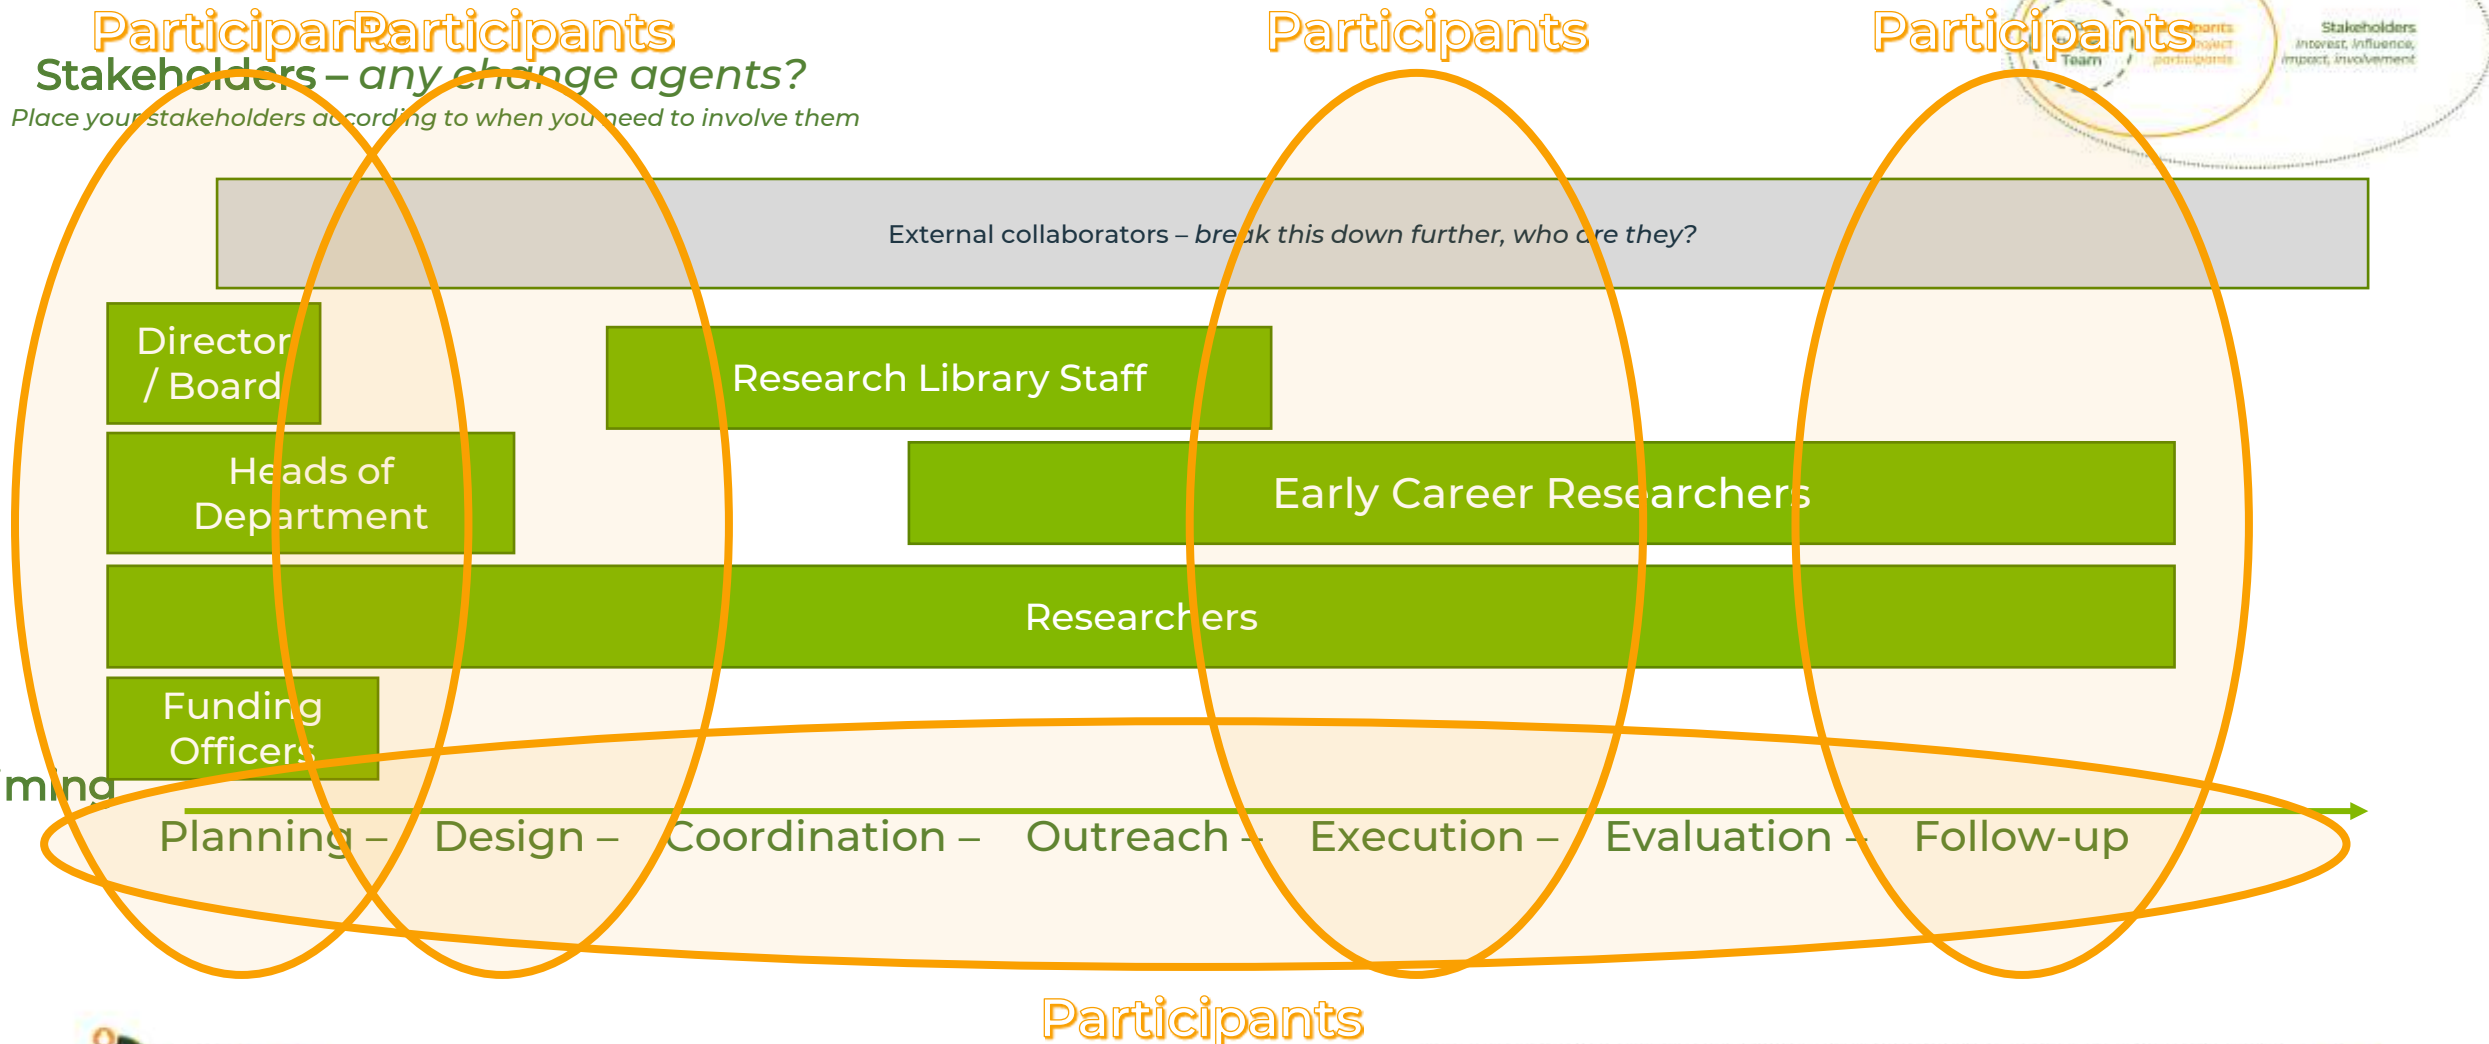 Participants
Participants
Participants
Participants
Stakeholders – any change agents?
Place your stakeholders according to when you need to involve them
Team
participants
Stakeholders
Interest, influence,
impact, involvement
External collaborators – break this down further, who are they?
Director
/ Board
Research Library Staff
Heads of
Department
Early Career Researchers
Researchers
Funding
Officers
iming
Planning – Design – Coordination – Outreach – Execution – Evaluation – Follow-up
Participants